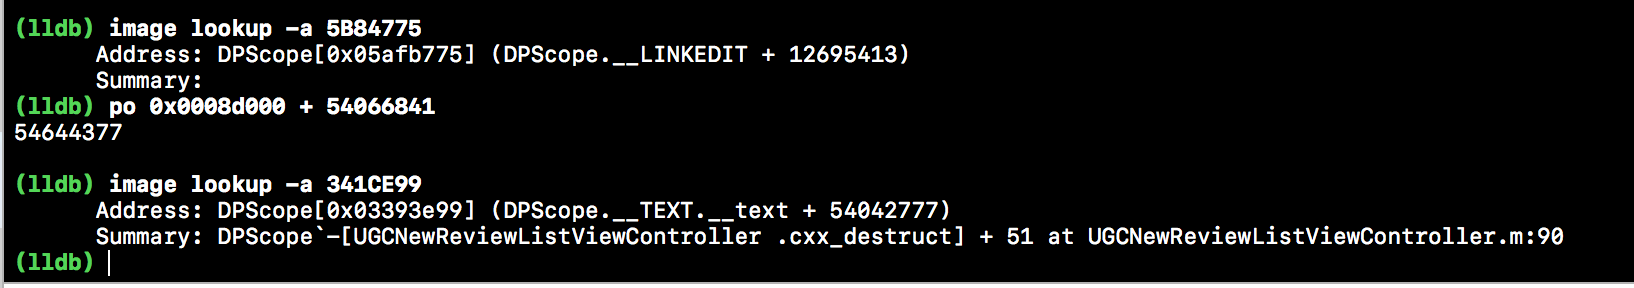 (lldb) image lookup -a 5B84775
Address: DPScope[0x05afb775] (DPScope.__LINKEDIT + 12695413)
Summary:
(lldb) po 0x0008d000 + 54066841
54644377
(lldb) image lookup -a 341CE99
Address: DPScope[0x03393e99] (DPScope.__TEXT.__text + 54042777)
Summary: DPScope`-[UGCNewReviewListViewController .cxx_destruct] + 51 at UGCNewReviewListViewController.m:90
(lldb)